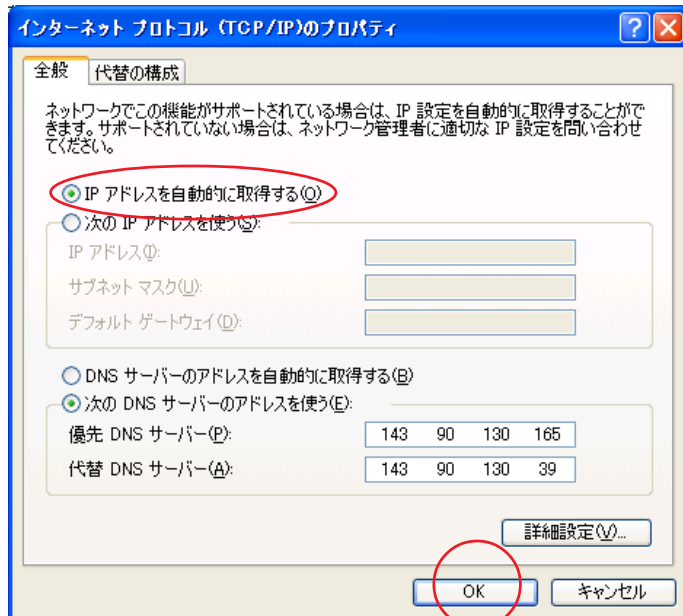 インターネット プロトコル (TCP/IP)のプロパティ
全般
代替の構成
ネットワークでこの機能がサポートされている場合は、IP 設定を自動的に取得することがで
きます。サポートされていない場合は、ネットワーク管理者に適切な IP 設定を問い合わせ
てください。
IP アドレスを自動的に取得する(O)
次の IP アドレスを使う(S):
IP アドレス(I):
サブネット マスク(U):
デフォルト ゲートウェイ(D):
DNS サーバーのアドレスを自動的に取得する(B)
次の DNS サーバーのアドレスを使う(E):
優先 DNS サーバー(P): 143 90 130 165
代替 DNS サーバー(A): 143 90 130 39
詳細設定(V)...
OK
キャンセル